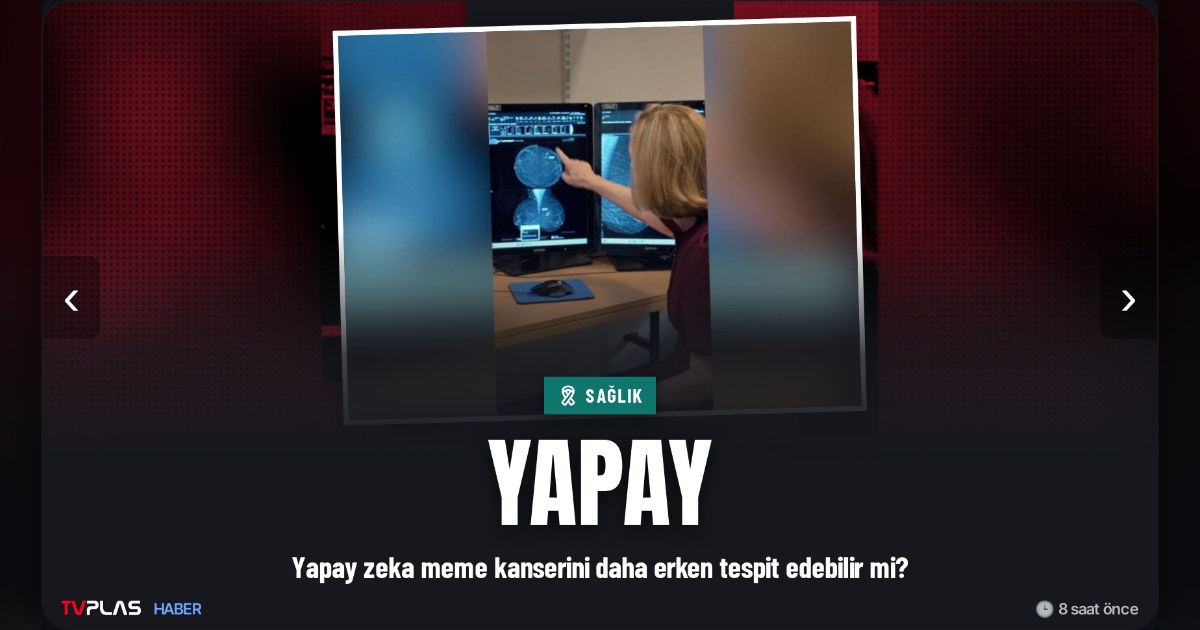 SAĞLIK
YAPAY
Yapay zeka meme kanserini daha erken tespit edebilir mi?
TVPLAS HABER
8 saat önce